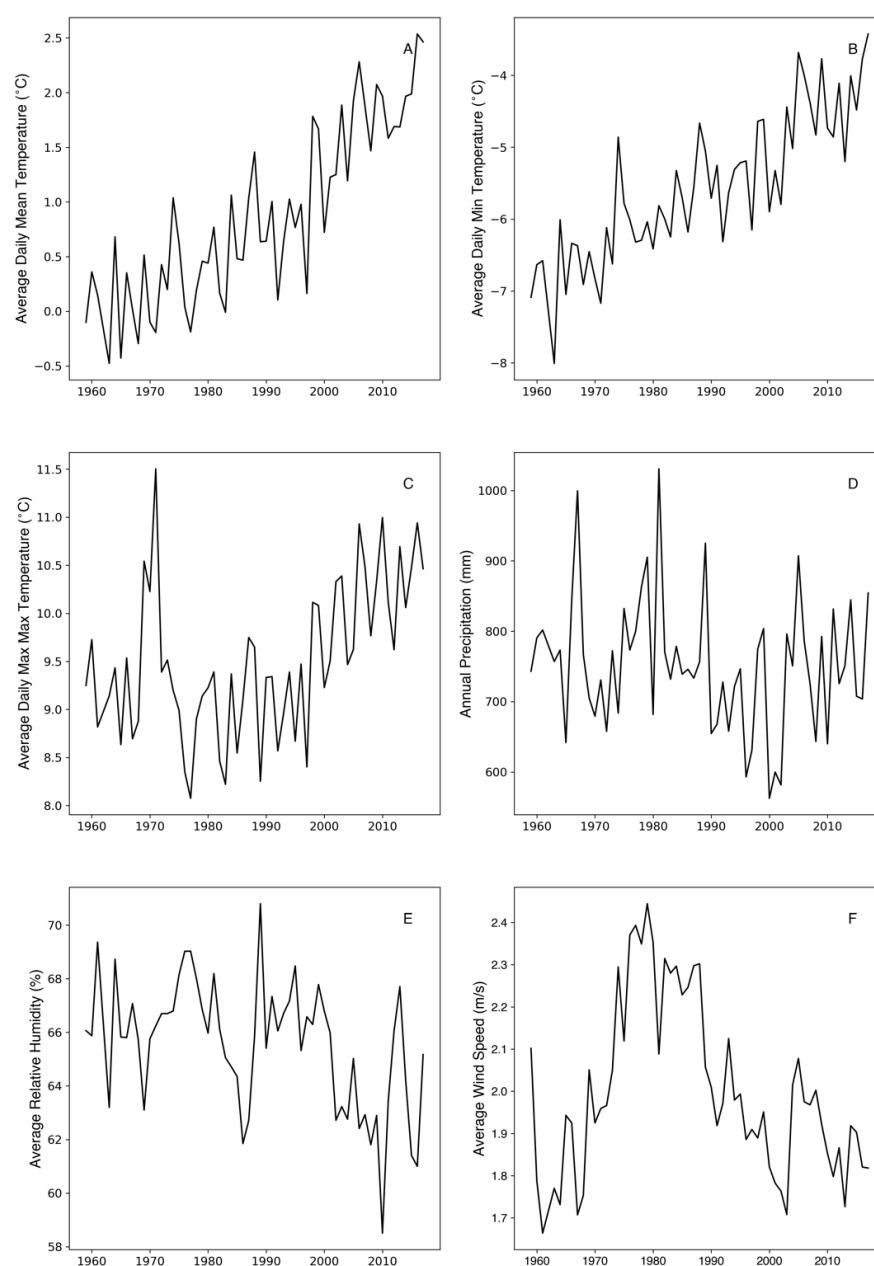 A
2.5
2.0
1.5
1.0
0.5
0.0
−0.5
Average Daily Mean Temperature (°C)
1960 1970 1980 1990 2000 2010
B
−4
−5
−6
−7
−8
Average Daily Min Temperature (°C)
1960 1970 1980 1990 2000 2010
C
11.5
11.0
10.5
10.0
9.5
9.0
8.5
8.0
Average Daily Max Max Temperature (°C)
1960 1970 1980 1990 2000 2010
D
1000
900
800
700
600
Annual Precipitation (mm)
1960 1970 1980 1990 2000 2010
E
70
68
66
64
62
60
58
Average Relative Humidity (%)
1960 1970 1980 1990 2000 2010
F
2.4
2.3
2.2
2.1
2.0
1.9
1.8
1.7
Average Wind Speed (m/s)
1960 1970 1980 1990 2000 2010